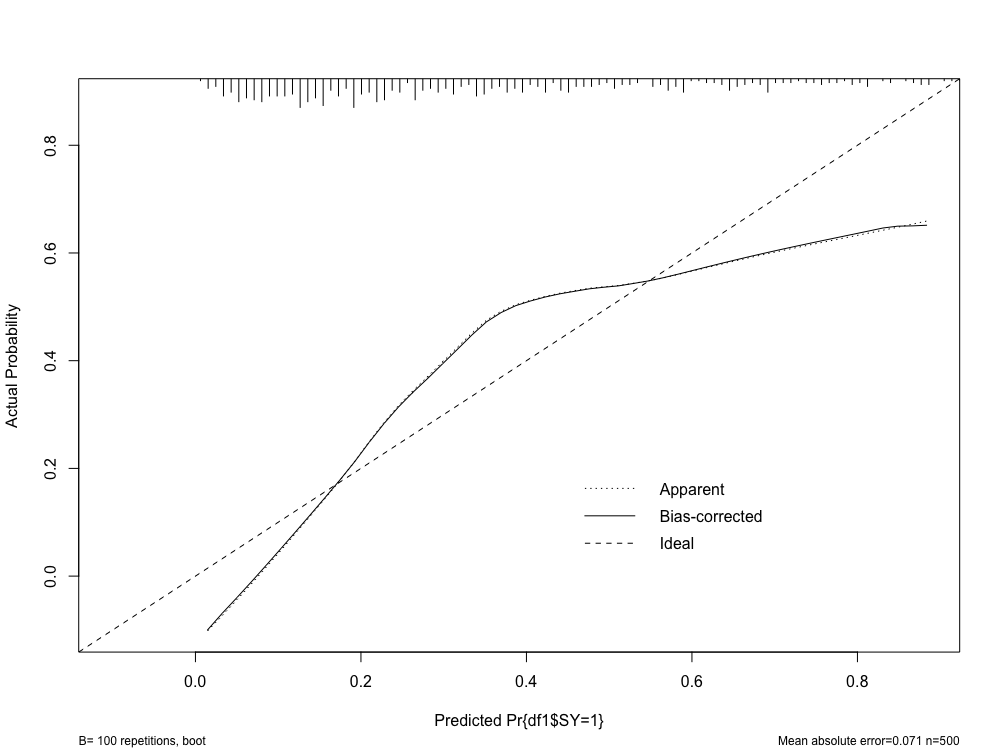 0.8
0.6
0.4
0.2
0.0
Actual Probability
Apparent
Bias-corrected
Ideal
0.0 0.2 0.4 0.6 0.8
Predicted Pr{df1$SY=1}
B= 100 repetitions, boot
Mean absolute error=0.071 n=500